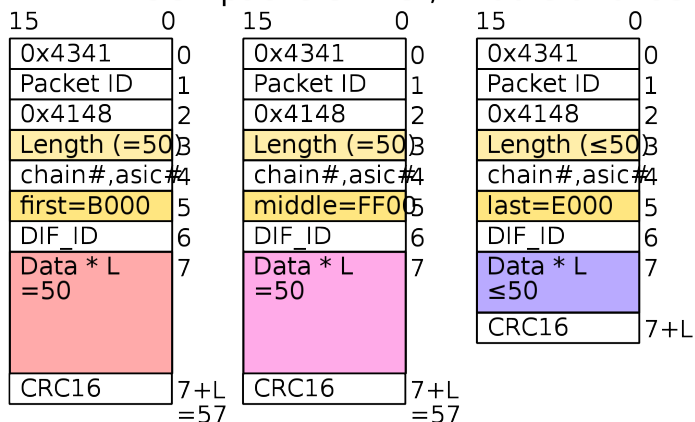 15 0
0x4341 0
Packet ID 1
0x4148 2
Length (=50) 3
chain#,asic# 4
first=B000 5
DIF_ID 6
Data * L 7
=50
CRC16 7+L
=57
15 0
0x4341 0
Packet ID 1
0x4148 2
Length (=50) 3
chain#,asic# 4
middle=FF00 5
DIF_ID 6
Data * L 7
=50
CRC16 7+L
=57
15 0
0x4341 0
Packet ID 1
0x4148 2
Length (≤50) 3
chain#,asic# 4
last=E000 5
DIF_ID 6
Data * L 7
≤50
CRC16 7+L